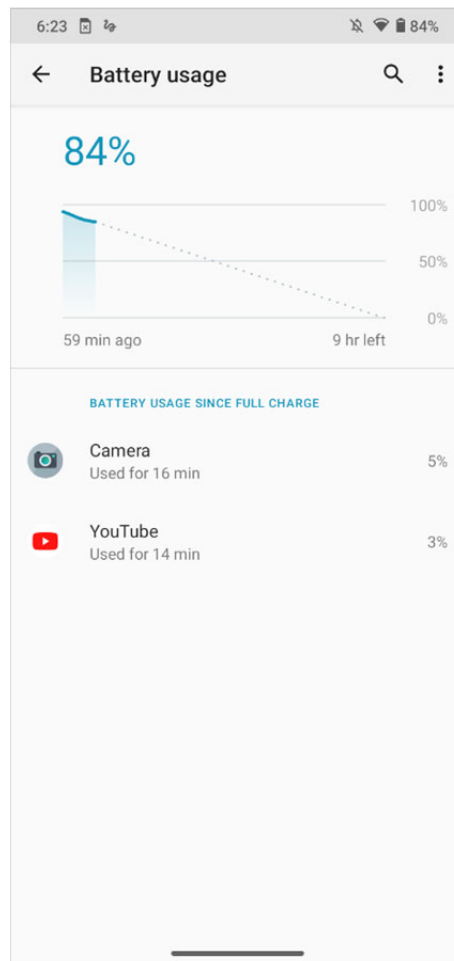 6:23 84%
Battery usage
84%
100%
50%
0%
59 min ago 9 hr left
BATTERY USAGE SINCE FULL CHARGE
Camera
Used for 16 min 5%
YouTube
Used for 14 min 3%